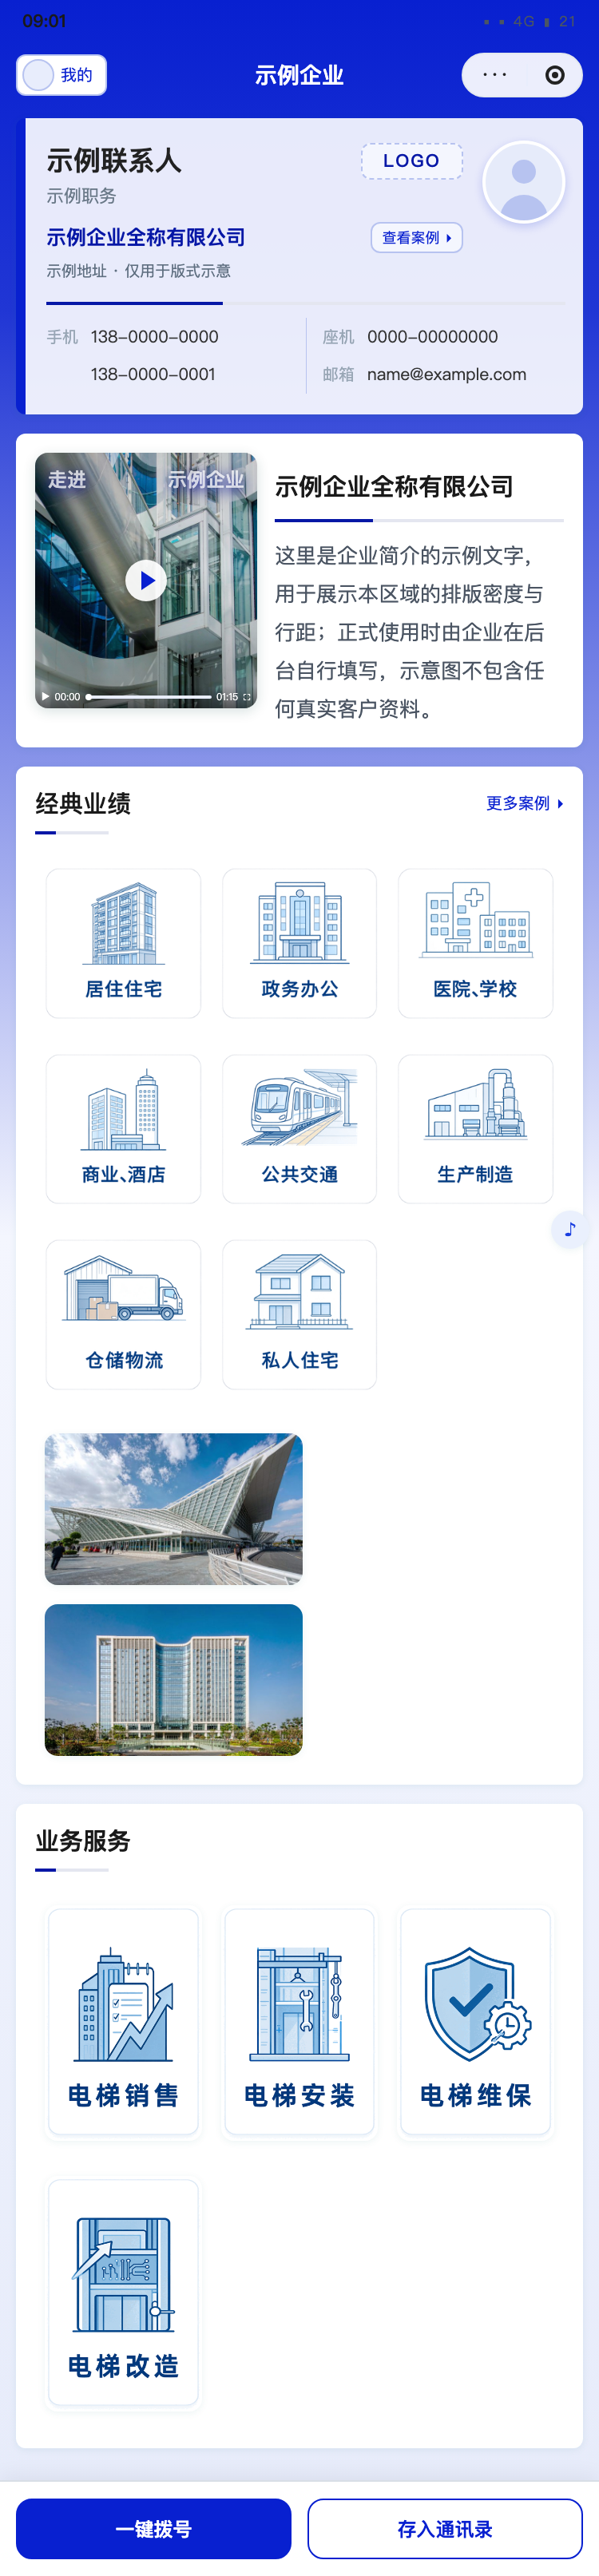 09:01
4G 21
我的
示例企业
示例联系人
LOGO
示例职务
示例企业全称有限公司
查看案例
示例地址 · 仅用于版式示意
手机 138-0000-0000
座机 0000-00000000
138-0000-0001
邮箱 name@example.com
走进 示例企业
00:00 01:15
示例企业全称有限公司
这里是企业简介的示例文字，
用于展示本区域的排版密度与
行距；正式使用时由企业在后
台自行填写，示意图不包含任
何真实客户资料。
经典业绩
更多案例
居住住宅
政务办公
医院、学校
商业、酒店
公共交通
生产制造
仓储物流
私人住宅
业务服务
电梯销售
电梯安装
电梯维保
电梯改造
一键拨号
存入通讯录